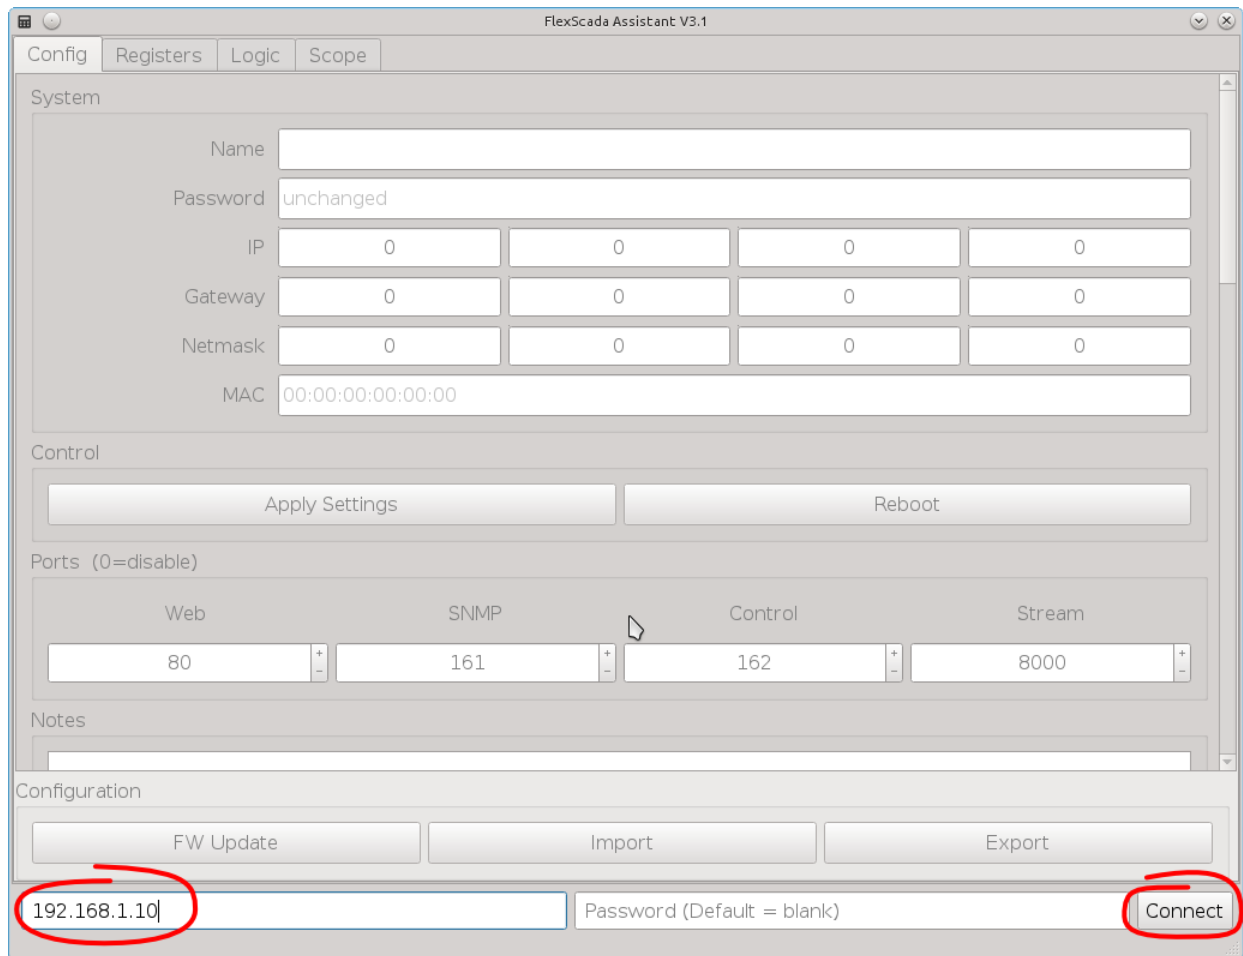 FlexScada Assistant V3.1
Config Registers Logic Scope
System
Name
Password unchanged
IP 0 0 0 0
Gateway 0 0 0 0
Netmask 0 0 0 0
MAC 00:00:00:00:00:00
Control
Apply Settings Reboot
Ports (0=disable)
Web SNMP Control Stream
80 + - 161 + - 162 + - 8000 + -
Notes
Configuration
FW Update Import Export
192.168.1.10 Password (Default = blank) Connect